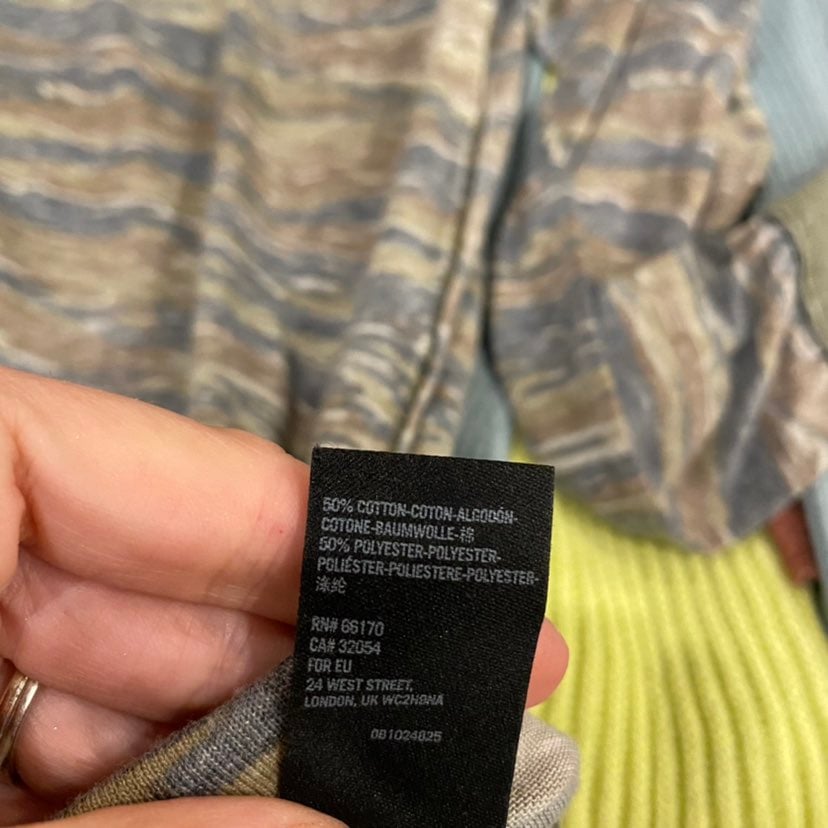 50% COTTON-COTON-ALGODÓN-
COTONE-BAUMWOLLE-棉
50% POLYESTER-POLYESTER-
POLIÉSTER-POLIESTERE-POLYESTER-
涤纶
RN# 66170
CA# 32054
FOR EU
24 WEST STREET,
LONDON, UK WC2H9NA
081024825